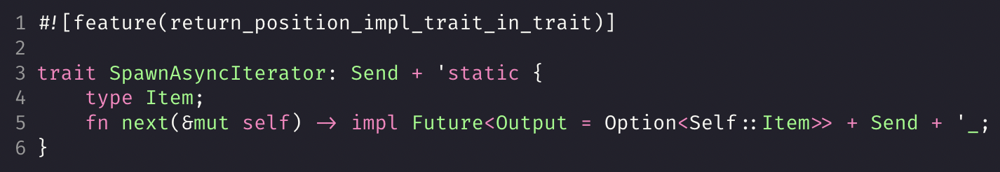 1 #![feature(return_position_impl_trait_in_trait)]
2
3 trait SpawnAsyncIterator: Send + 'static {
4     type Item;
5     fn next(&mut self) -> impl Future<Output = Option<Self::Item>> + Send + '_;
6 }